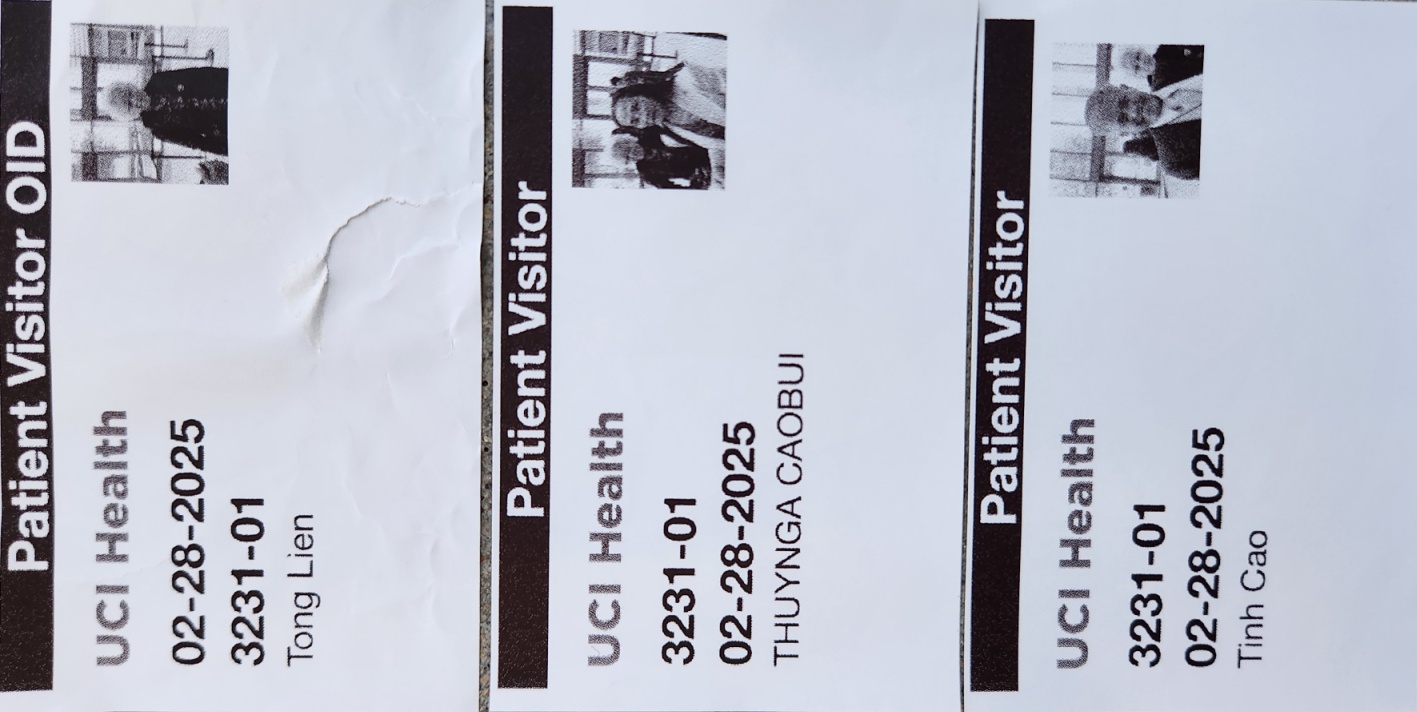 Patient Visitor OID
UCI Health
02-28-2025
3231-01
Tong Lien
Patient Visitor
UCI Health
3231-01
02-28-2025
THUYNGA CAOBUI
Patient Visitor
UCI Health
3231-01
02-28-2025
Tinh Cao